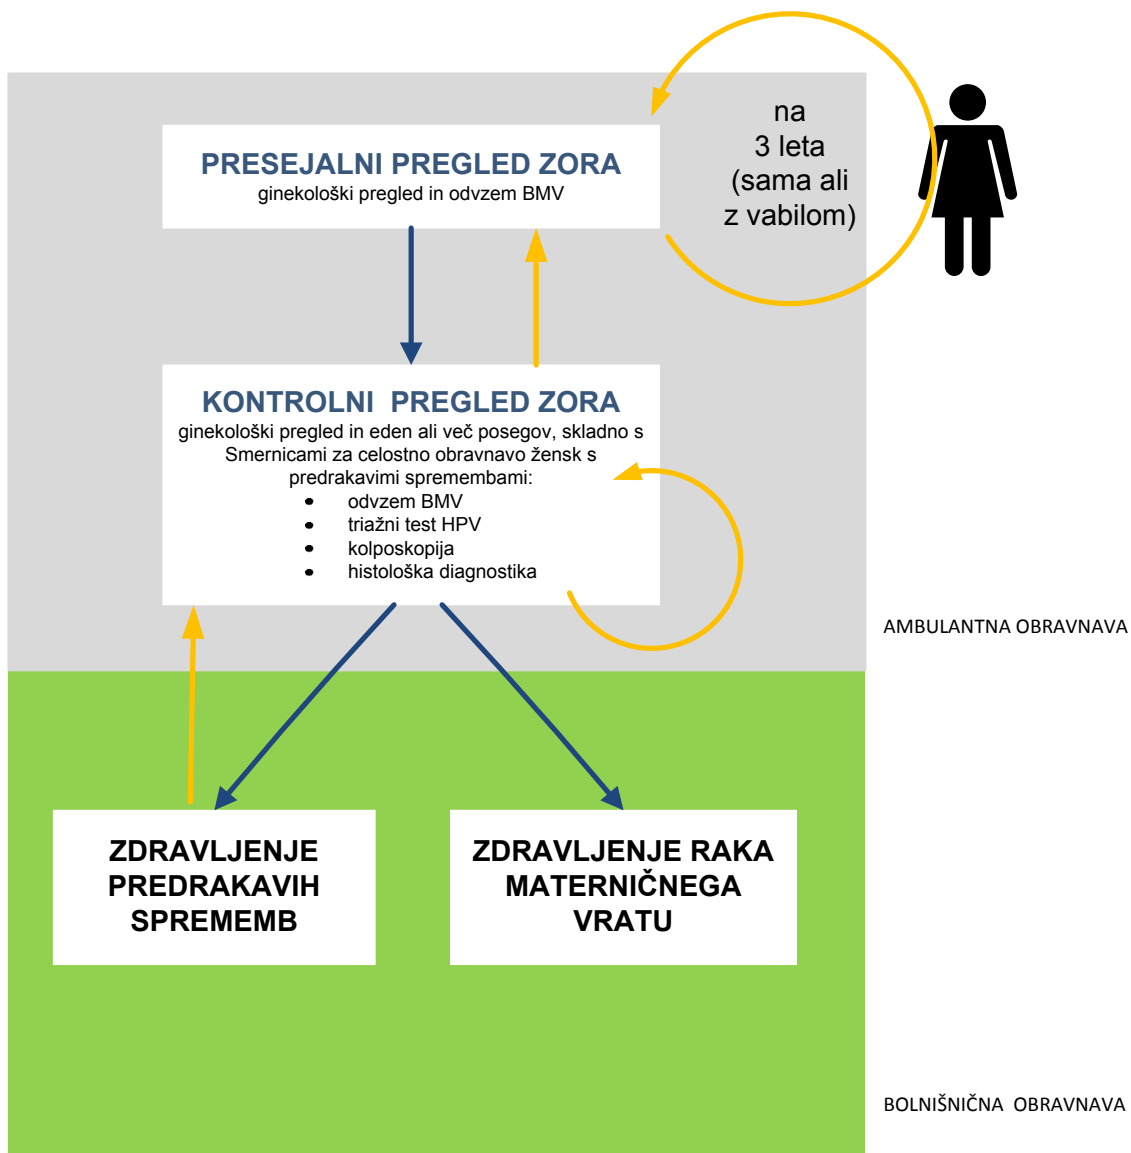 PRESEJALNI PREGLED ZORA
ginekološki pregled in odvzem BMV
na
3 leta
(sama ali
z vabilom)
KONTROLNI PREGLED ZORA
ginekološki pregled in eden ali več posegov, skladno s
Smernicami za celostno obravnavo žensk s
predrakavimi spremembami:
• odvzem BMV
• triažni test HPV
• kolposkopija
• histološka diagnostika
AMBULANTNA OBRAVNAVA
ZDRAVLJENJE
PREDRAKAVIH
SPREMEMB
ZDRAVLJENJE RAKA
MATERNIČNEGA
VRATU
BOLNIŠNIČNA OBRAVNAVA